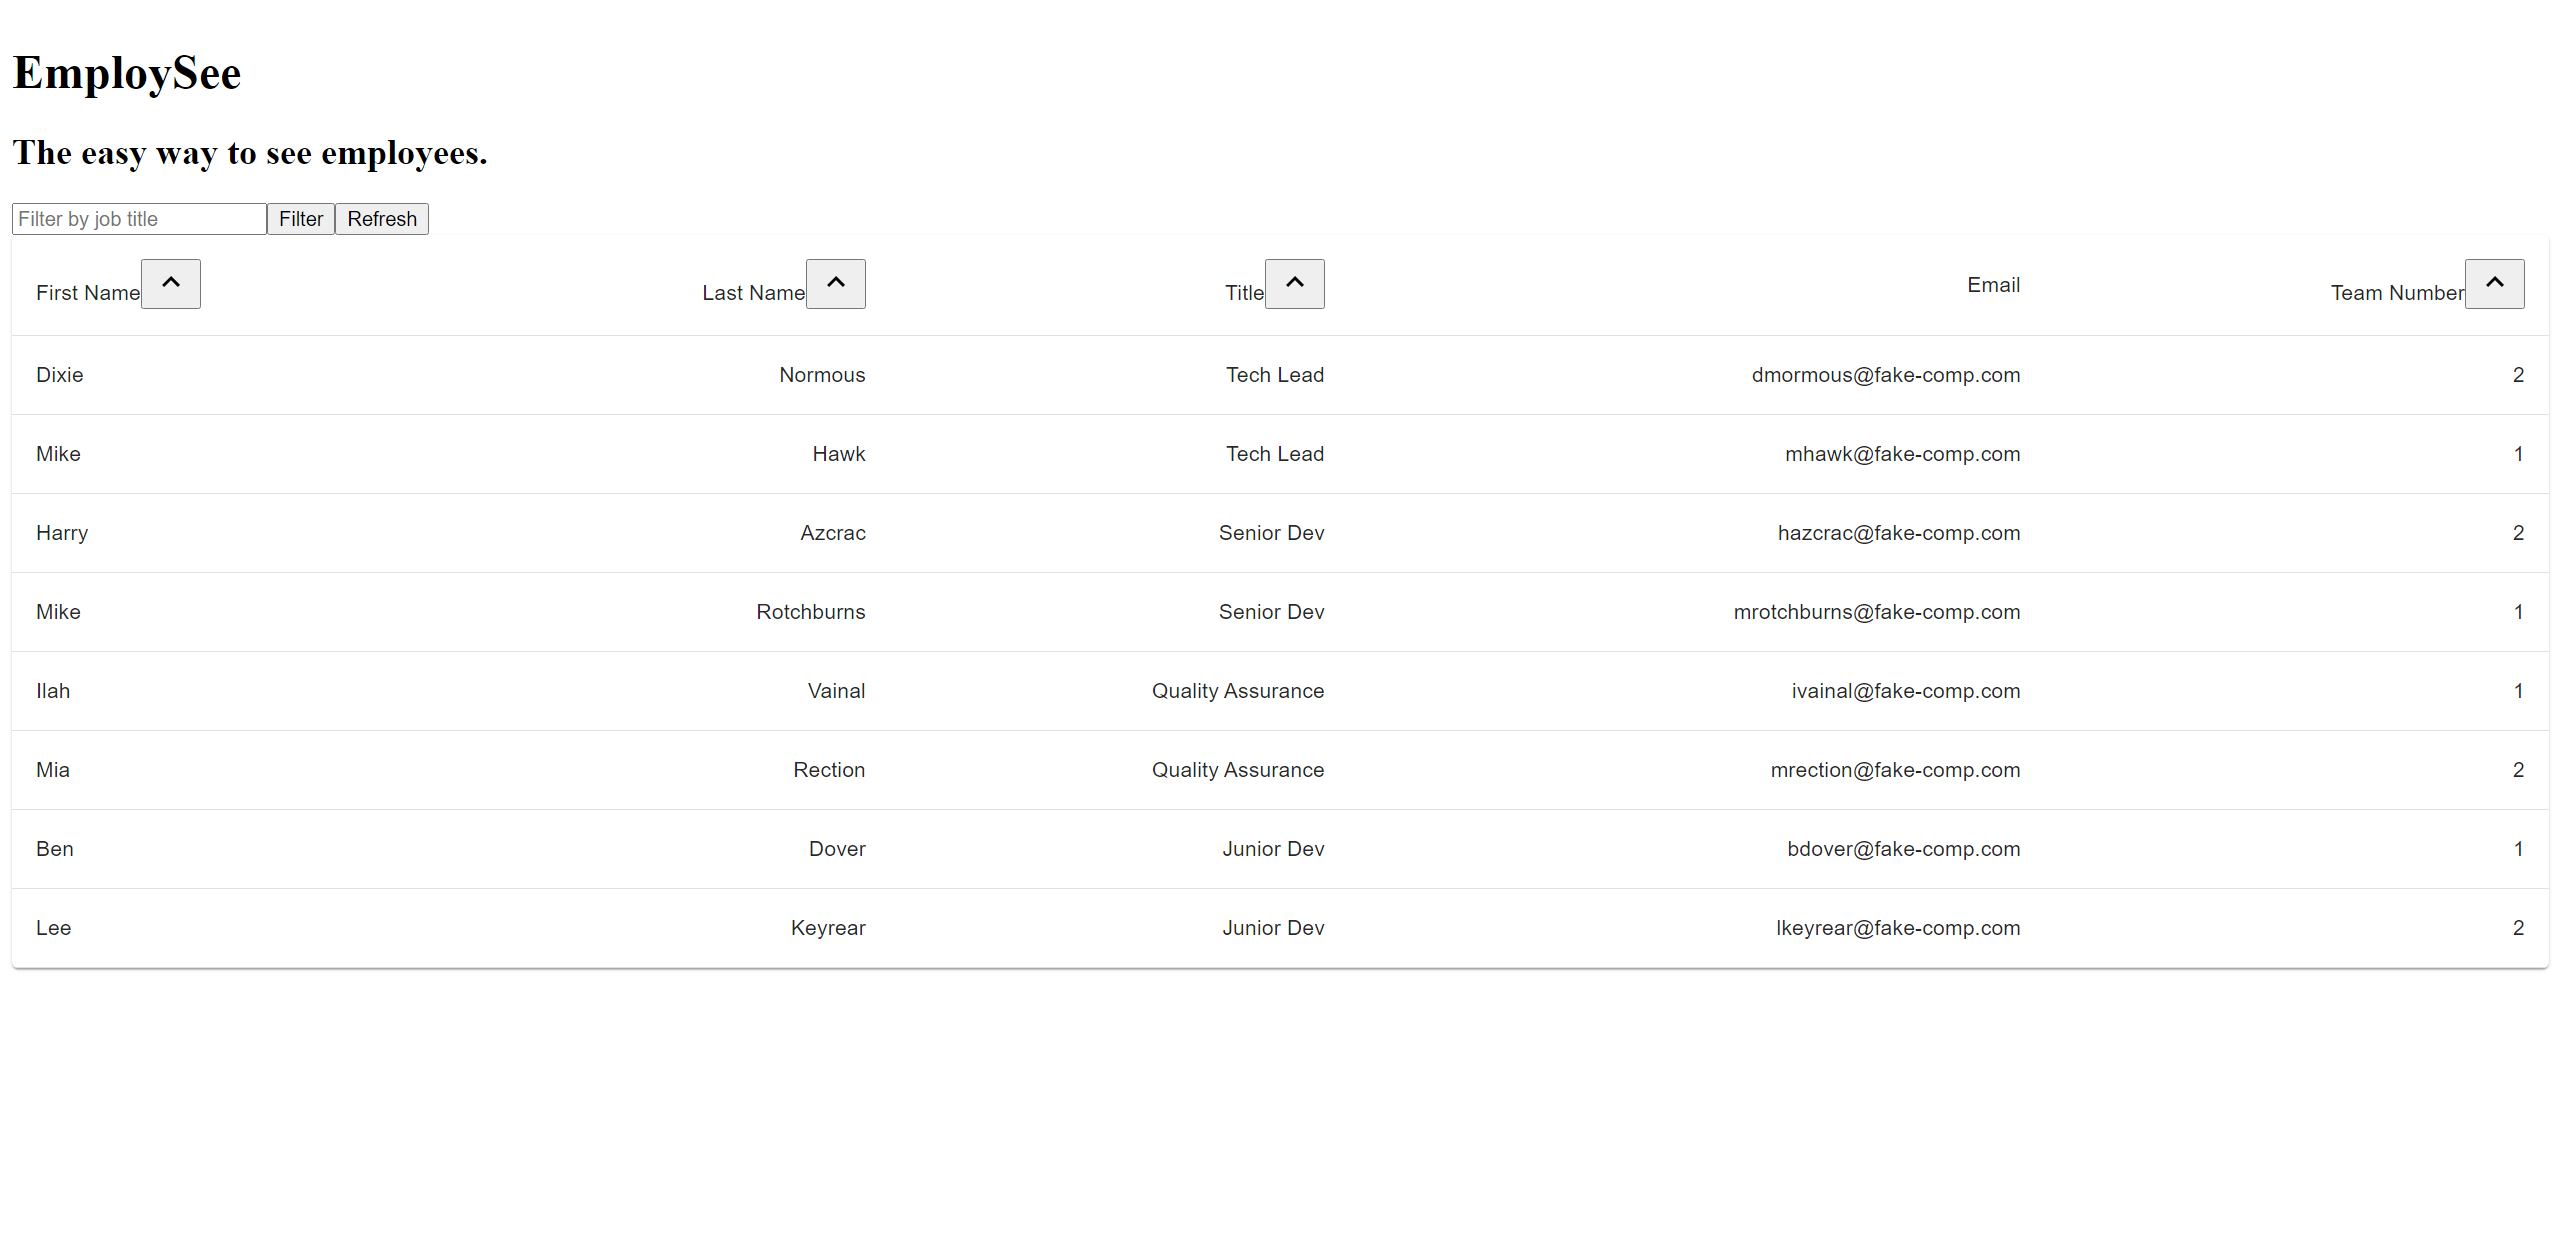 EmploySee
The easy way to see employees.
Filter by job title Filter Refresh
First Name Last Name Title Email Team Number
Dixie Normous Tech Lead dmormous@fake-comp.com 2
Mike Hawk Tech Lead mhawk@fake-comp.com 1
Harry Azcrac Senior Dev hazcrac@fake-comp.com 2
Mike Rotchburns Senior Dev mrotchburns@fake-comp.com 1
Ilah Vainal Quality Assurance ivainal@fake-comp.com 1
Mia Rection Quality Assurance mrection@fake-comp.com 2
Ben Dover Junior Dev bdover@fake-comp.com 1
Lee Keyrear Junior Dev lkeyrear@fake-comp.com 2